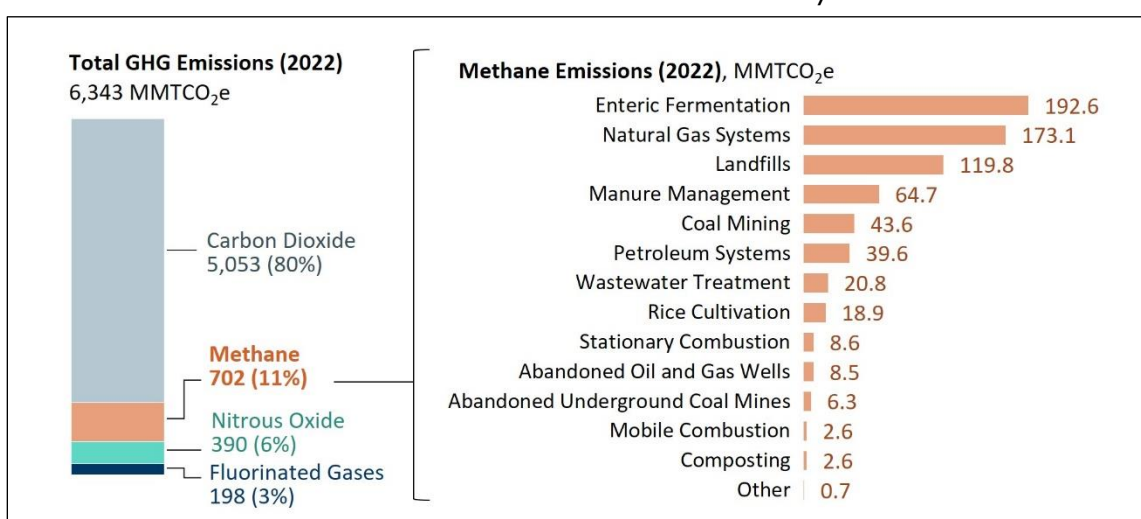 Total GHG Emissions (2022)
6,343 MMTCO₂e
Carbon Dioxide
5,053 (80%)
Methane
702 (11%)
Nitrous Oxide
390 (6%)
Fluorinated Gases
198 (3%)
Methane Emissions (2022), MMTCO₂e
Enteric Fermentation 192.6
Natural Gas Systems 173.1
Landfills 119.8
Manure Management 64.7
Coal Mining 43.6
Petroleum Systems 39.6
Wastewater Treatment 20.8
Rice Cultivation 18.9
Stationary Combustion 8.6
Abandoned Oil and Gas Wells 8.5
Abandoned Underground Coal Mines 6.3
Mobile Combustion 2.6
Composting 2.6
Other 0.7